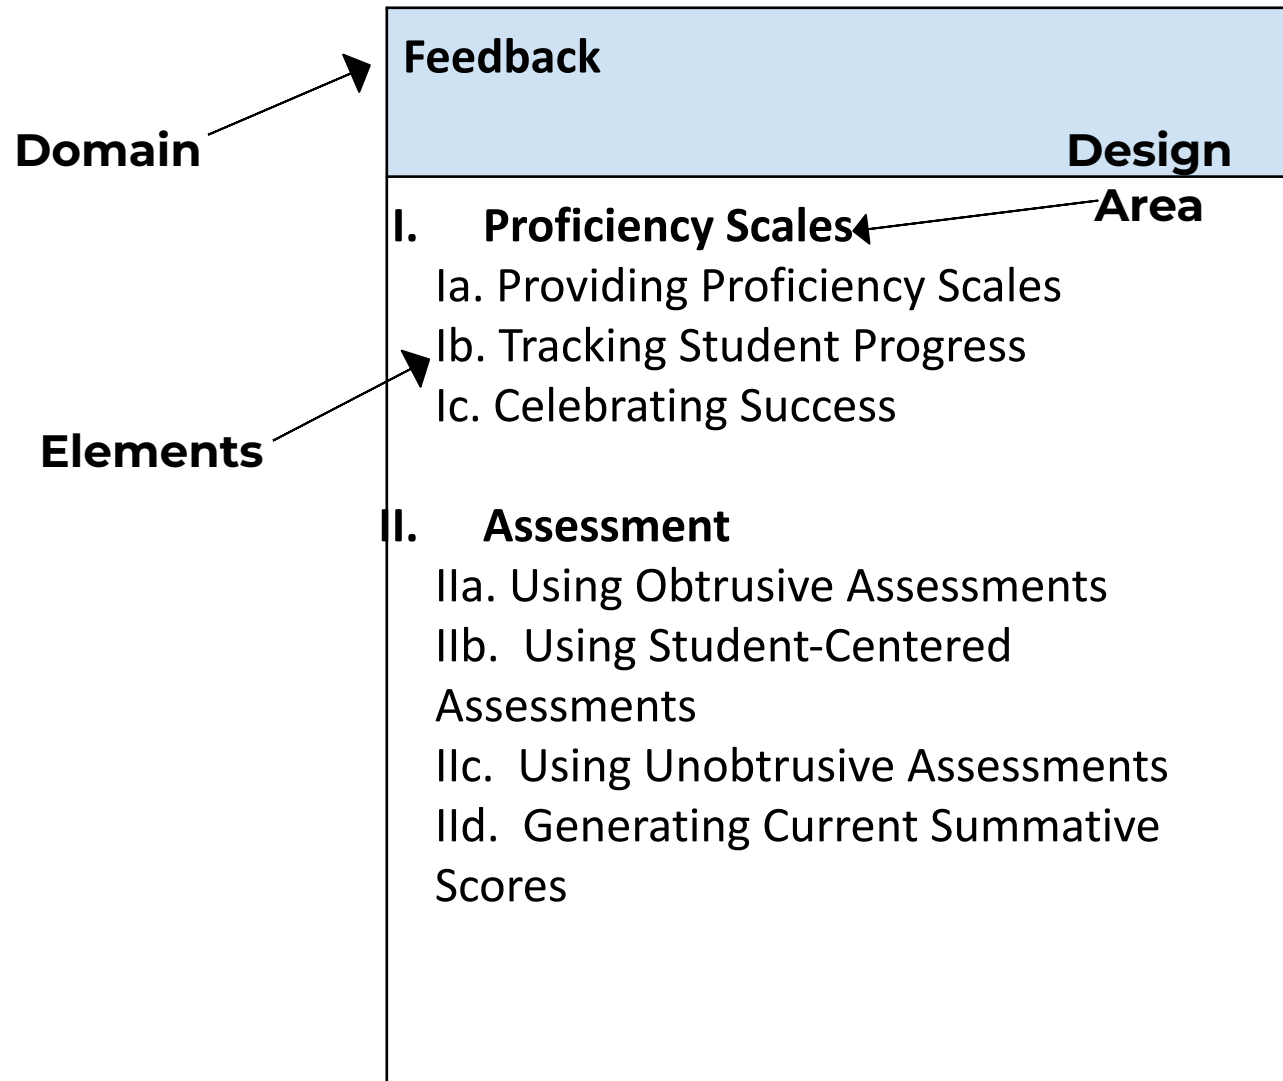 Feedback
Domain
Design
Area
I. Proficiency Scales
Ia. Providing Proficiency Scales
Ib. Tracking Student Progress
Ic. Celebrating Success
Elements
II. Assessment
IIa. Using Obtrusive Assessments
IIb. Using Student-Centered
Assessments
IIc. Using Unobtrusive Assessments
IId. Generating Current Summative
Scores